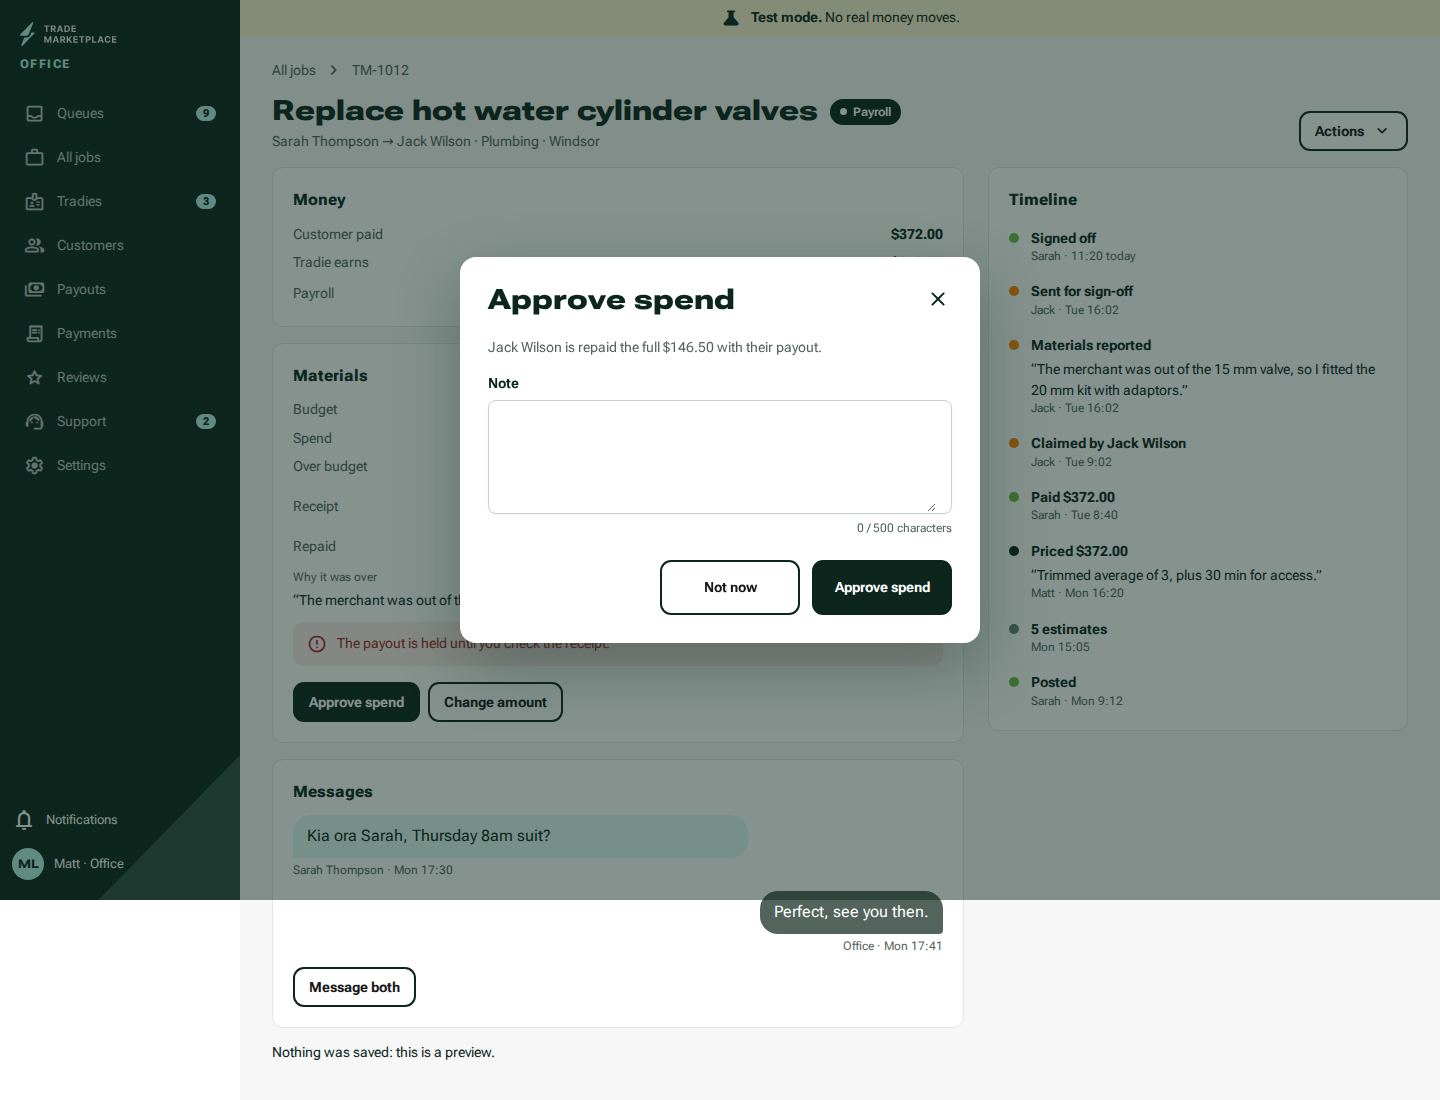 TRADE
MARKETPLACE
OFFICE
Queues 9
All jobs
Tradies 3
Customers
Payouts
Payments
Reviews
Support 2
Settings
Notifications
ML Matt · Office
Test mode. No real money moves.
All jobs > TM-1012
Replace hot water cylinder valves Payroll
Sarah Thompson → Jack Wilson · Plumbing · Windsor
Actions
Money
Customer paid $372.00
Tradie earns
Payroll
Materials
Budget
Spend
Over budget
Receipt
Repaid
Why it was over
“The merchant was out of
The payout is held until you check the receipt.
Approve spend Change amount
Approve spend
Jack Wilson is repaid the full $146.50 with their payout.
Note
0 / 500 characters
Not now Approve spend
Timeline
Signed off
Sarah · 11:20 today
Sent for sign-off
Jack · Tue 16:02
Materials reported
“The merchant was out of the 15 mm valve, so I fitted the
20 mm kit with adaptors.”
Jack · Tue 16:02
Claimed by Jack Wilson
Jack · Tue 9:02
Paid $372.00
Sarah · Tue 8:40
Priced $372.00
“Trimmed average of 3, plus 30 min for access.”
Matt · Mon 16:20
5 estimates
Mon 15:05
Posted
Sarah · Mon 9:12
Messages
Kia ora Sarah, Thursday 8am suit?
Sarah Thompson · Mon 17:30
Perfect, see you then.
Office · Mon 17:41
Message both
Nothing was saved: this is a preview.